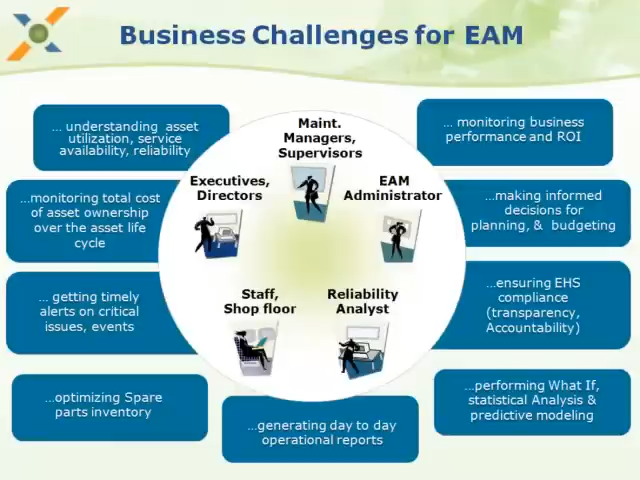 Business Challenges for EAM
... understanding asset
utilization, service
availability, reliability
...monitoring total cost
of asset ownership
over the asset life
cycle
... getting timely
alerts on critical
issues, events
...optimizing Spare
parts inventory
Maint.
Managers,
Supervisors
Executives,
Directors
EAM
Administrator
Staff,
Shop floor
Reliability
Analyst
...generating day to day
operational reports
... monitoring business
performance and ROI
...making informed
decisions for
planning, & budgeting
...ensuring EHS
compliance
(transparency,
Accountability)
...performing What If,
statistical Analysis &
predictive modeling